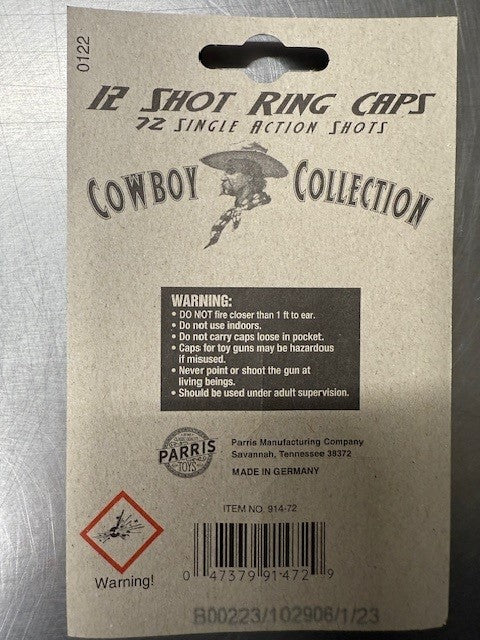 0122
12 SHOT RING CAPS
72 SINGLE ACTION SHOTS
COWBOY COLLECTION
WARNING:
• DO NOT fire closer than 1 ft to ear.
• Do not use indoors.
• Do not carry caps loose in pocket.
• Caps for toy guns may be hazardous
if misused.
• Never point or shoot the gun at
living beings.
• Should be used under adult supervision.
PARRIS
TOYS
Parris Manufacturing Company
Savannah, Tennessee 38372
MADE IN GERMANY
ITEM NO. 914-72
Warning!
0 47379 91472 9
B00223/102906/1/23